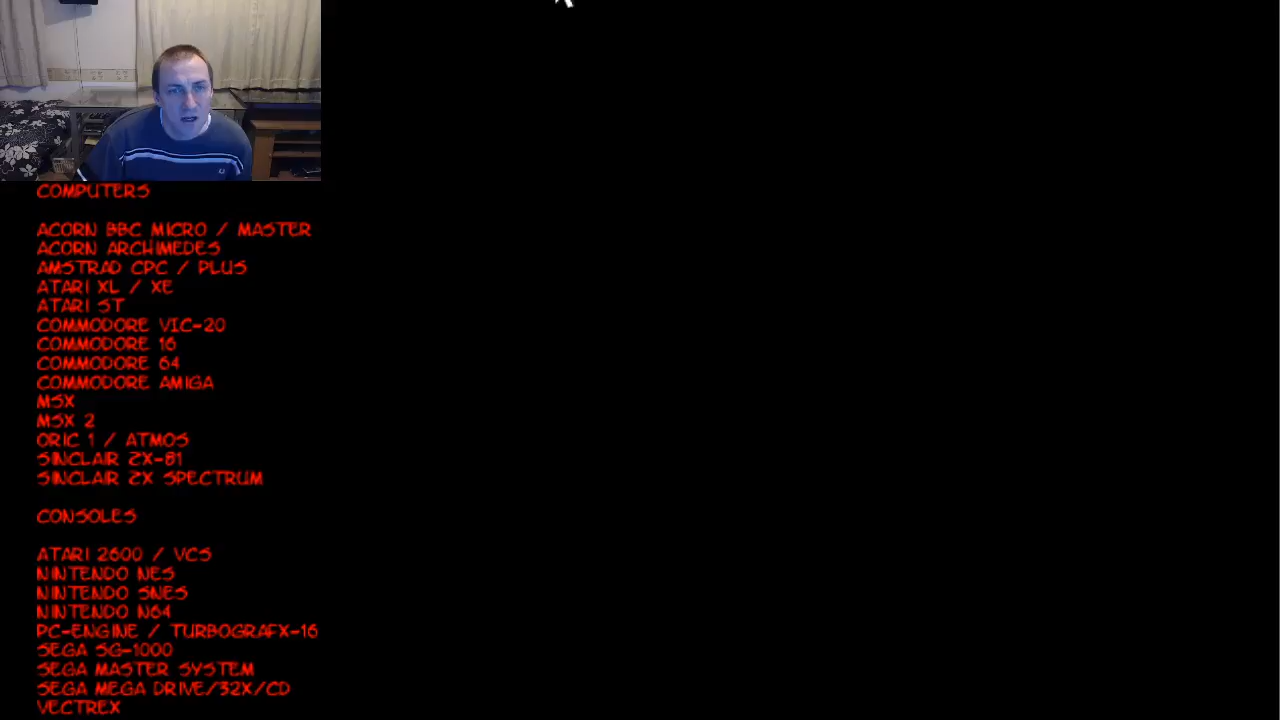 COMPUTERS
ACORN BBC MICRO / MASTER
ACORN ARCHIMEDES
AMSTRAD CPC / PLUS
ATARI XL / XE
ATARI ST
COMMODORE VIC-20
COMMODORE 16
COMMODORE 64
COMMODORE AMIGA
MSX
MSX 2
ORIC 1 / ATMOS
SINCLAIR ZX-81
SINCLAIR ZX SPECTRUM
CONSOLES
ATARI 2600 / VCS
NINTENDO NES
NINTENDO SNES
NINTENDO N64
PC-ENGINE / TURBOGRAFX-16
SEGA SG-1000
SEGA MASTER SYSTEM
SEGA MEGA DRIVE/32X/CD
VECTREX